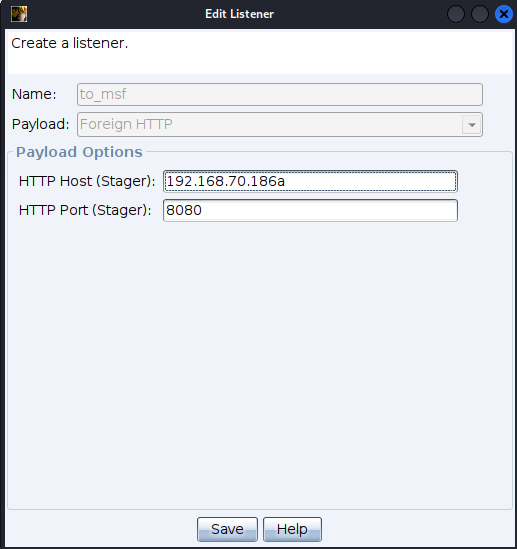 Edit Listener
Create a listener.
Name: to_msf
Payload: Foreign HTTP
Payload Options
HTTP Host (Stager): 192.168.70.186a
HTTP Port (Stager): 8080
Save Help